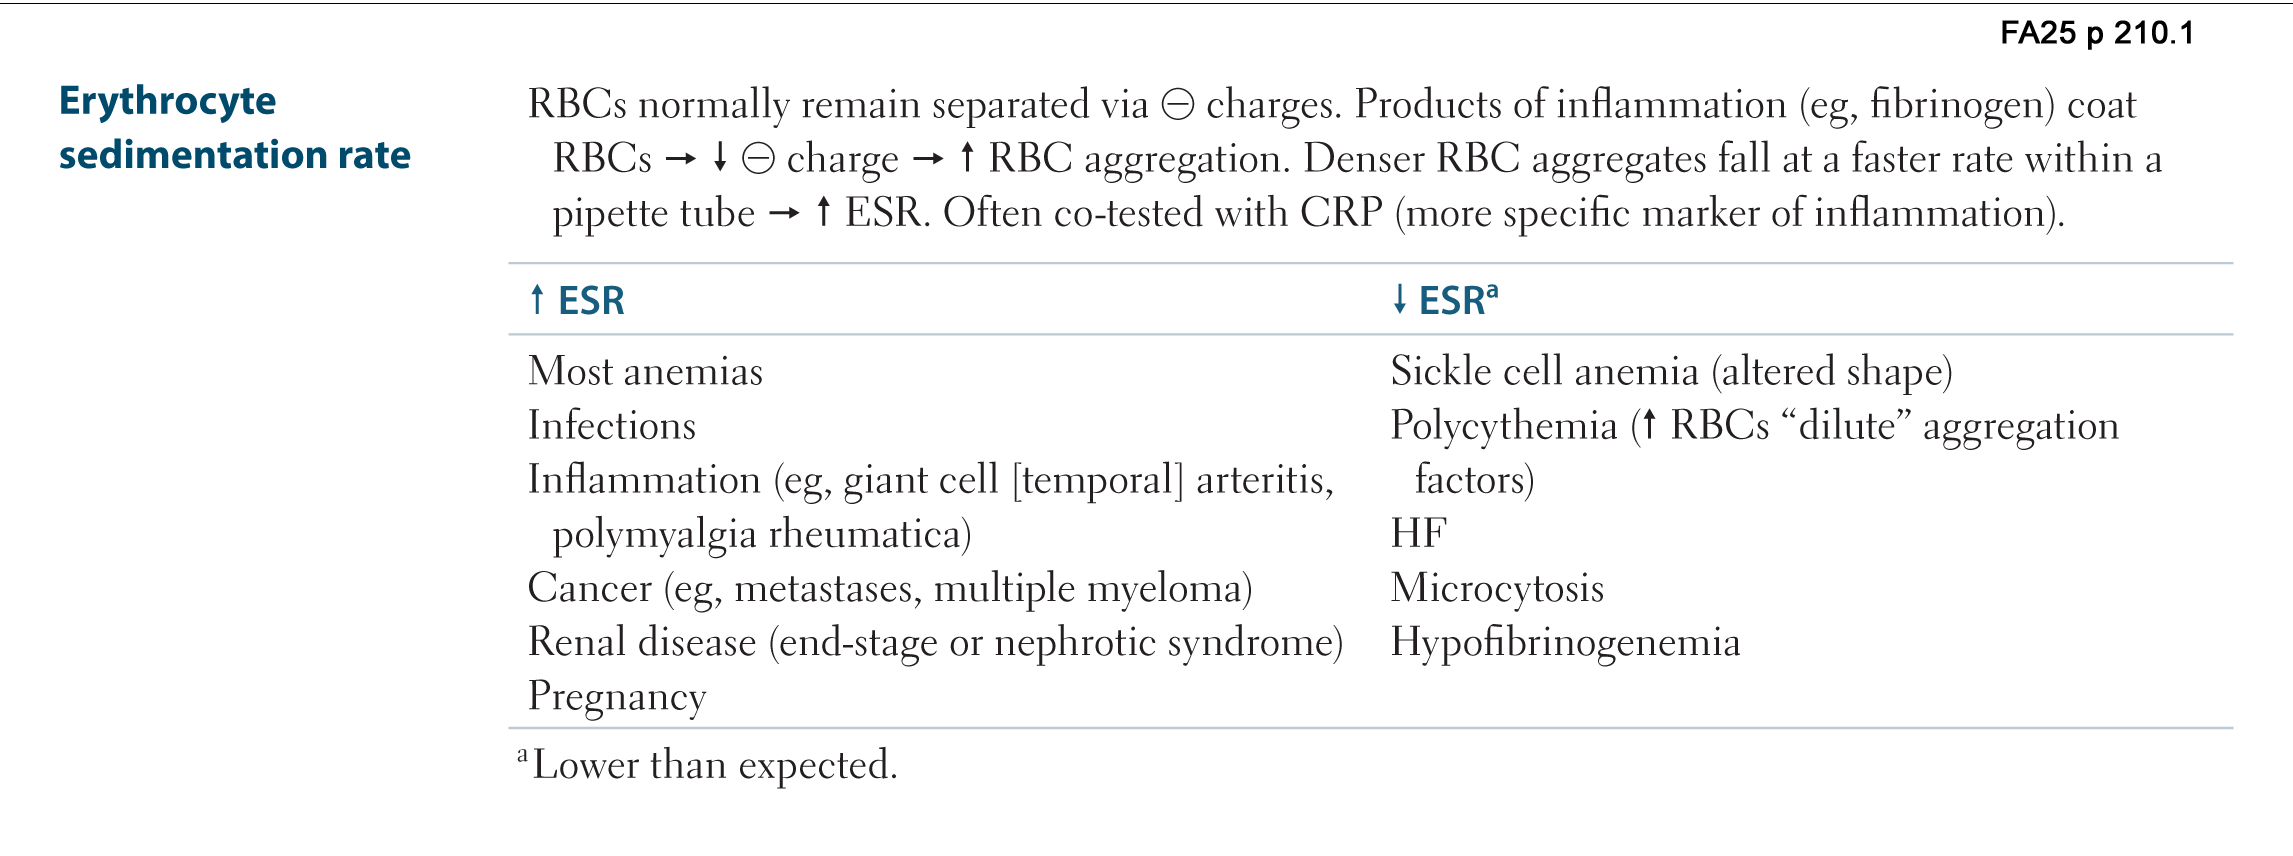 FA25 p 210.1
Erythrocyte
sedimentation rate
RBCs normally remain separated via ⊖ charges. Products of inflammation (eg, fibrinogen) coat
RBCs → ↓ ⊖ charge → ↑ RBC aggregation. Denser RBC aggregates fall at a faster rate within a
pipette tube → ↑ ESR. Often co-tested with CRP (more specific marker of inflammation).
↑ ESR
Most anemias
Infections
Inflammation (eg, giant cell [temporal] arteritis,
polymyalgia rheumatica)
Cancer (eg, metastases, multiple myeloma)
Renal disease (end-stage or nephrotic syndrome)
Pregnancy
↓ ESRᵃ
Sickle cell anemia (altered shape)
Polycythemia (↑ RBCs “dilute” aggregation
factors)
HF
Microcytosis
Hypofibrinogenemia
ᵃLower than expected.